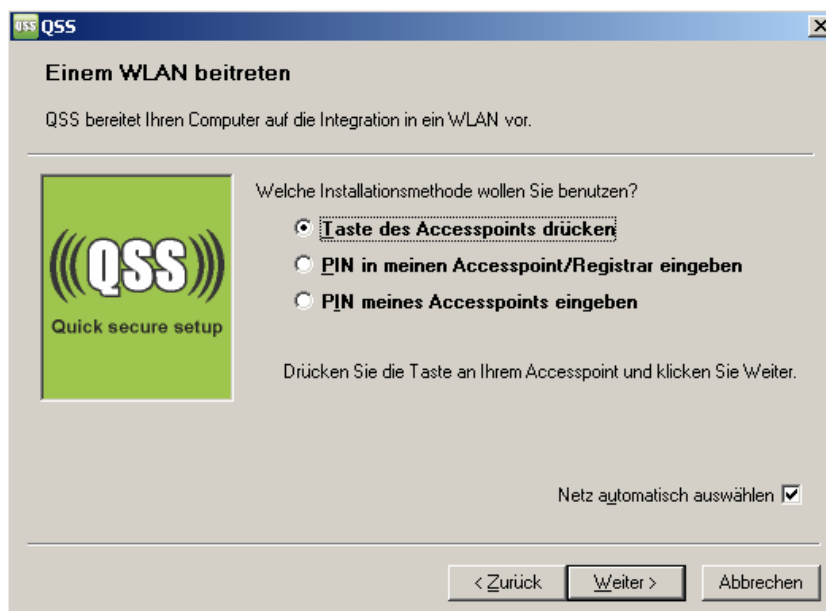 QSS QSS
Einem WLAN beitreten
QSS bereitet Ihren Computer auf die Integration in ein WLAN vor.
Welche Installationsmethode wollen Sie benutzen?
Taste des Accesspoints drücken
PIN in meinen Accesspoint/Registrar eingeben
PIN meines Accesspoints eingeben
QSS
Quick secure setup
Drücken Sie die Taste an Ihrem Accesspoint und klicken Sie Weiter.
Netz automatisch auswählen
< Zurück
Weiter >
Abbrechen